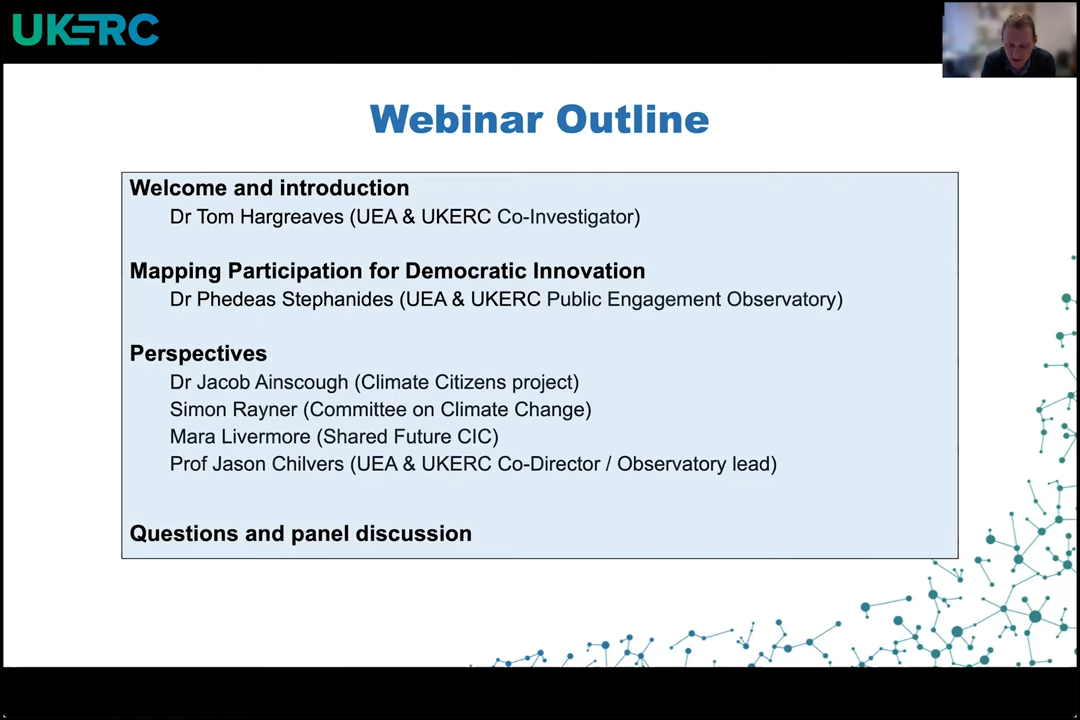 UKERC
Webinar Outline
Welcome and introduction
Dr Tom Hargreaves (UEA & UKERC Co-Investigator)
Mapping Participation for Democratic Innovation
Dr Phedeas Stephanides (UEA & UKERC Public Engagement Observatory)
Perspectives
Dr Jacob Ainscough (Climate Citizens project)
Simon Rayner (Committee on Climate Change)
Mara Livermore (Shared Future CIC)
Prof Jason Chilvers (UEA & UKERC Co-Director / Observatory lead)
Questions and panel discussion